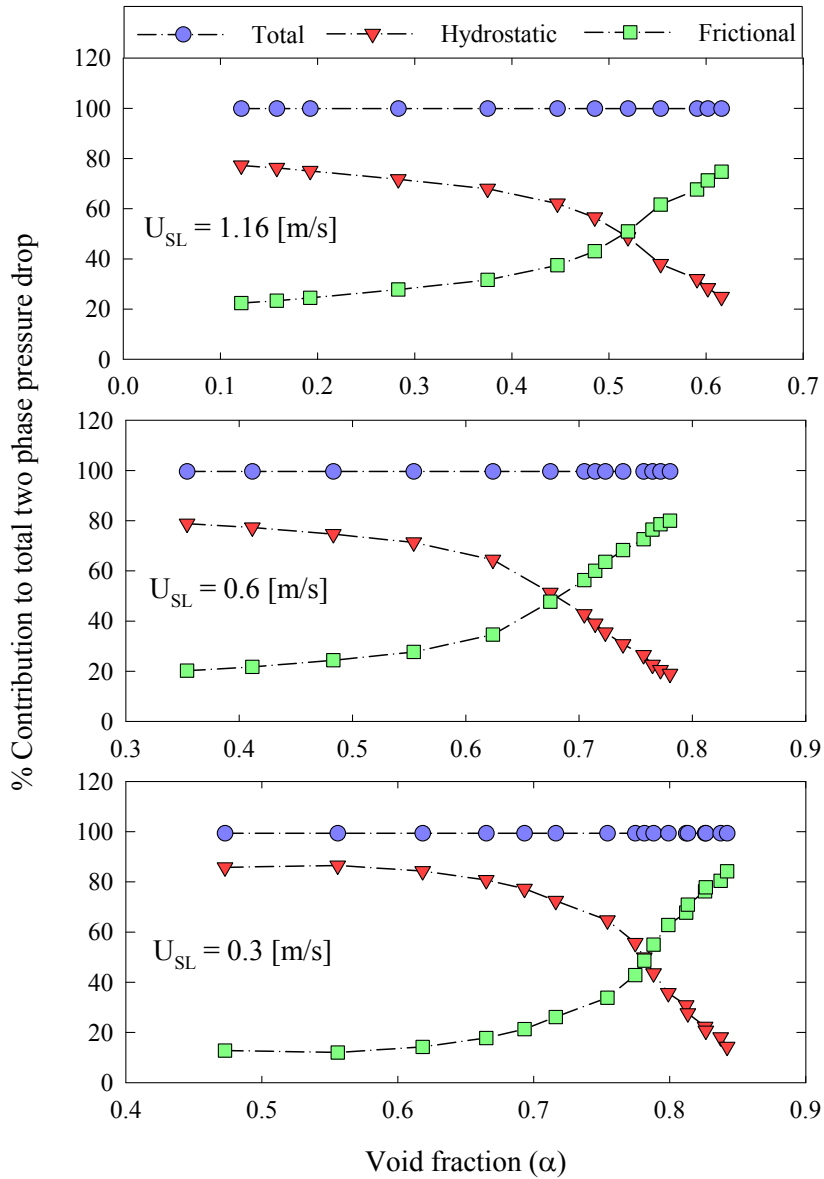 Total Hydrostatic Frictional
120
100
80
60
40
20
0
U_SL = 1.16 [m/s]
0.0 0.1 0.2 0.3 0.4 0.5 0.6 0.7
120
100
80
60
40
20
0
U_SL = 0.6 [m/s]
0.3 0.4 0.5 0.6 0.7 0.8 0.9
120
100
80
60
40
20
0
U_SL = 0.3 [m/s]
0.4 0.5 0.6 0.7 0.8 0.9
% Contribution to total two phase pressure drop
Void fraction (α)